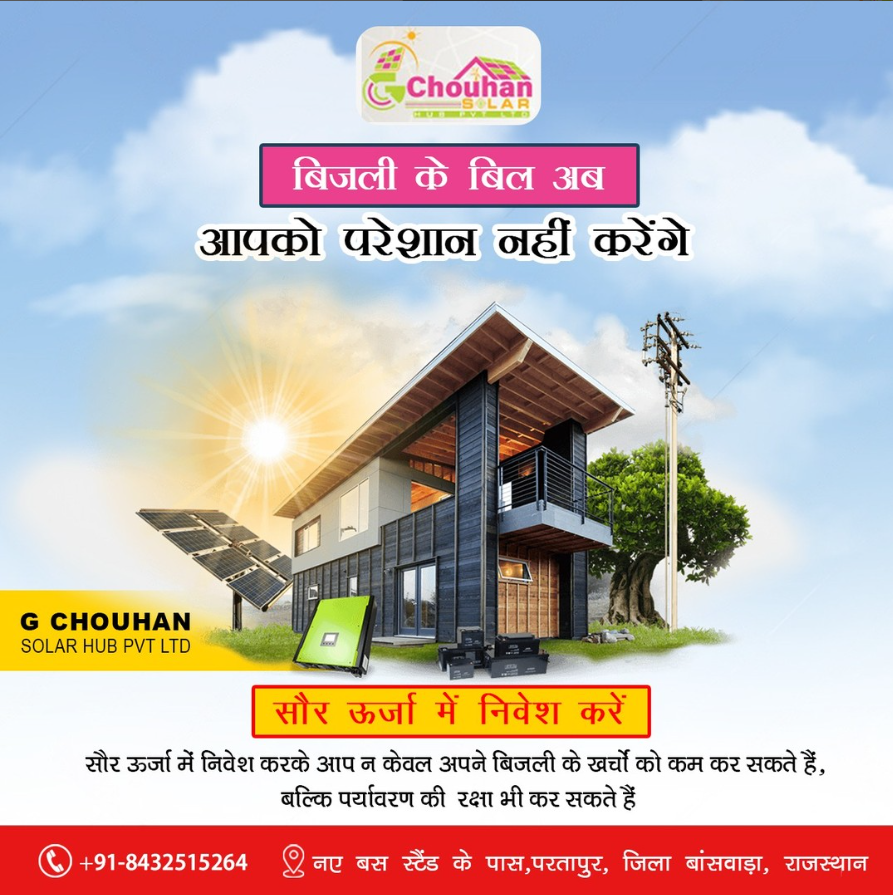 G Chouhan
SOLAR
HUB PVT LTD
बिजली के बिल अब
आपको परेशान नहीं करेंगे
G CHOUHAN
SOLAR HUB PVT LTD
सौर ऊर्जा में निवेश करें
सौर ऊर्जा में निवेश करके आप न केवल अपने बिजली के खर्चों को कम कर सकते हैं,
बल्कि पर्यावरण की रक्षा भी कर सकते हैं
+91-8432515264
नए बस स्टैंड के पास,परतापुर, जिला बांसवाड़ा, राजस्थान